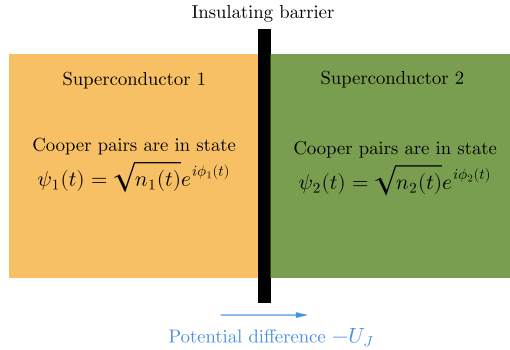 Insulating barrier
Superconductor 1
Superconductor 2
Cooper pairs are in state
ψ₁(t) = √n₁(t)e^{iϕ₁(t)}
Cooper pairs are in state
ψ₂(t) = √n₂(t)e^{iϕ₂(t)}
Potential difference −U_J